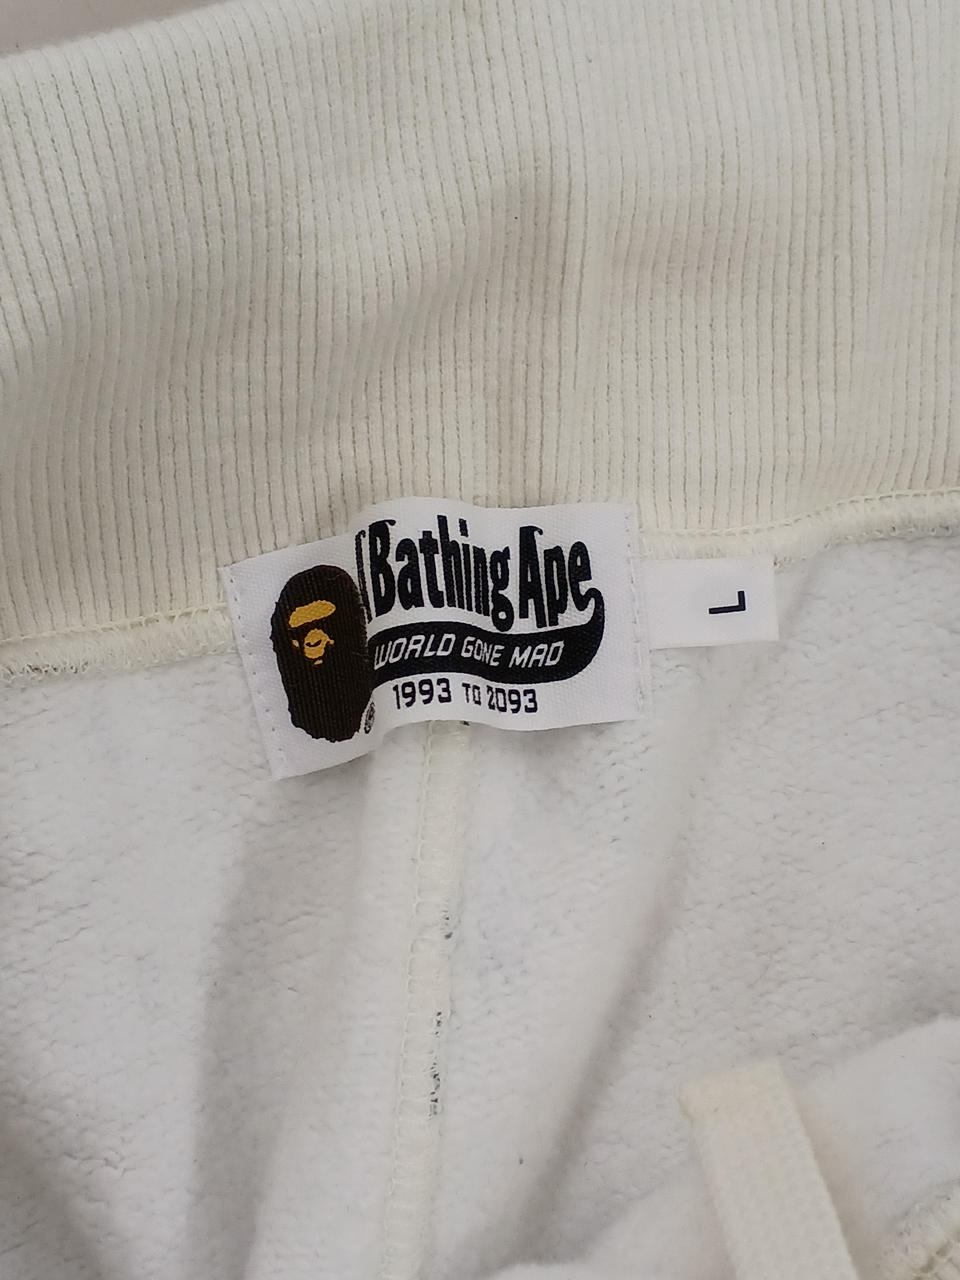 A Bathing Ape
WORLD GONE MAD
1993 TO 2093
®
L